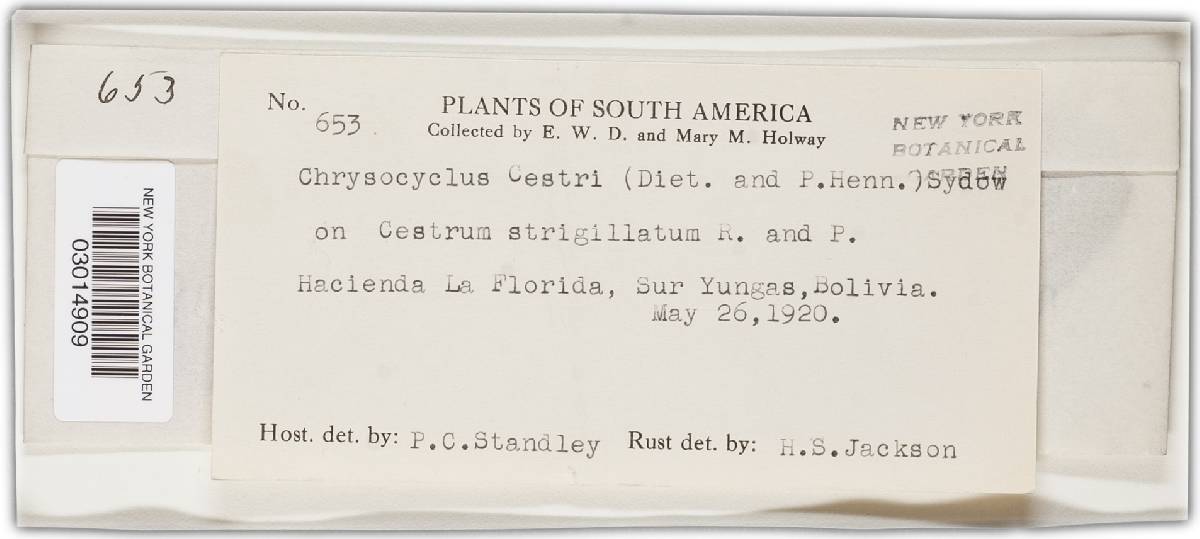 653
NEW YORK BOTANICAL GARDEN
03014909
No. 653
PLANTS OF SOUTH AMERICA
Collected by E. W. D. and Mary M. Holway
NEW YORK
BOTANICAL
GARDEN
Chrysocyclus Cestri (Diet. and P.Henn.)Sydow
on Cestrum strigillatum R. and P.
Hacienda La Florida, Sur Yungas,Bolivia.
May 26,1920.
Host. det. by: P.C.Standley Rust det. by: H.S.Jackson